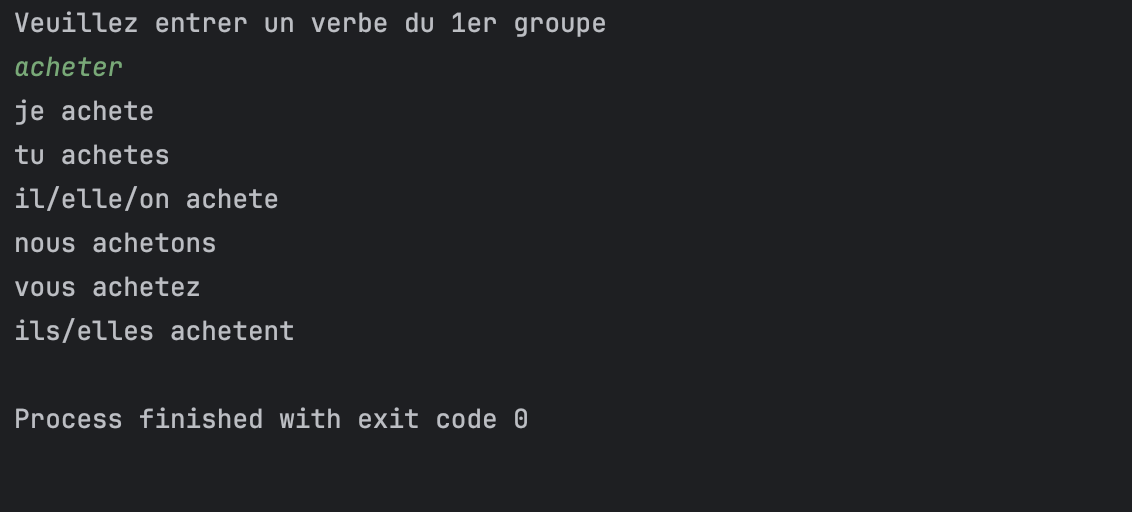 Veuillez entrer un verbe du 1er groupe
acheter
je achete
tu achetes
il/elle/on achete
nous achetons
vous achetez
ils/elles achetent
Process finished with exit code 0